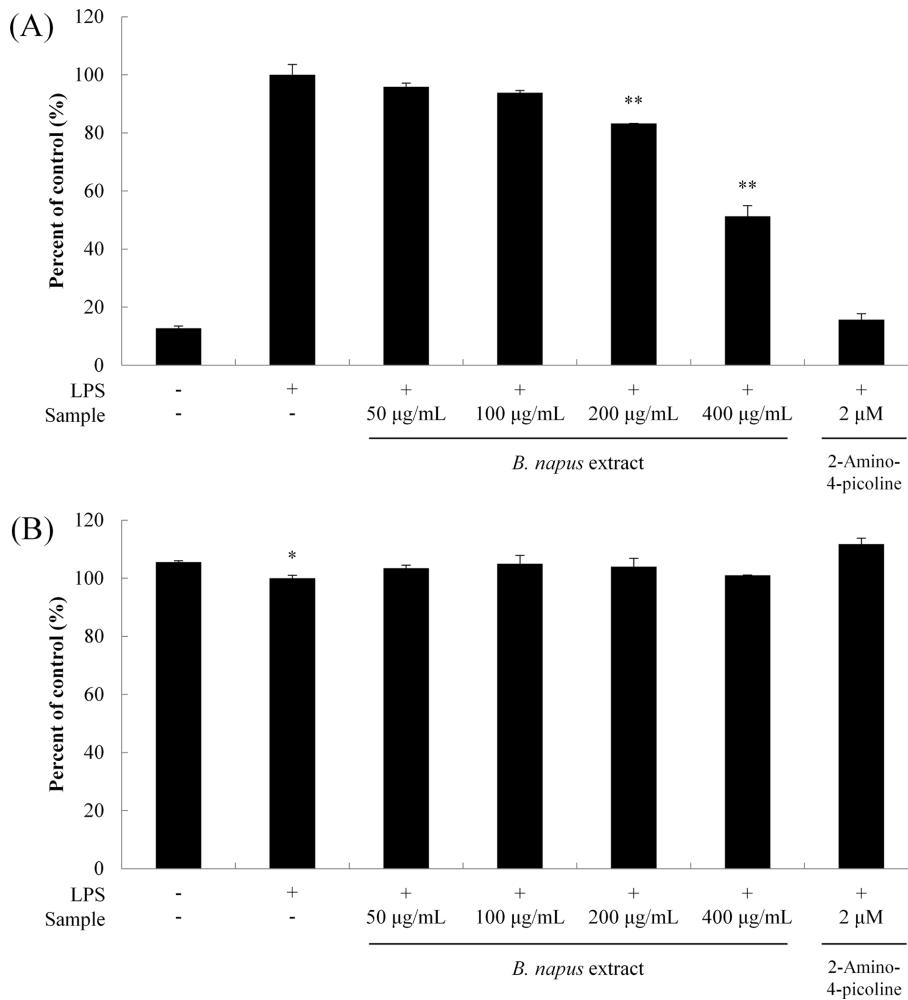 (A)
Percent of control (%)
120
100
80
60
40
20
0
**
**
LPS - + + + + + +
Sample - - 50 μg/mL 100 μg/mL 200 μg/mL 400 μg/mL 2 μM
B. napus extract
2-Amino-
4-picoline
(B)
Percent of control (%)
120
100
80
60
40
20
0
*
LPS - + + + + + +
Sample - - 50 μg/mL 100 μg/mL 200 μg/mL 400 μg/mL 2 μM
B. napus extract
2-Amino-
4-picoline